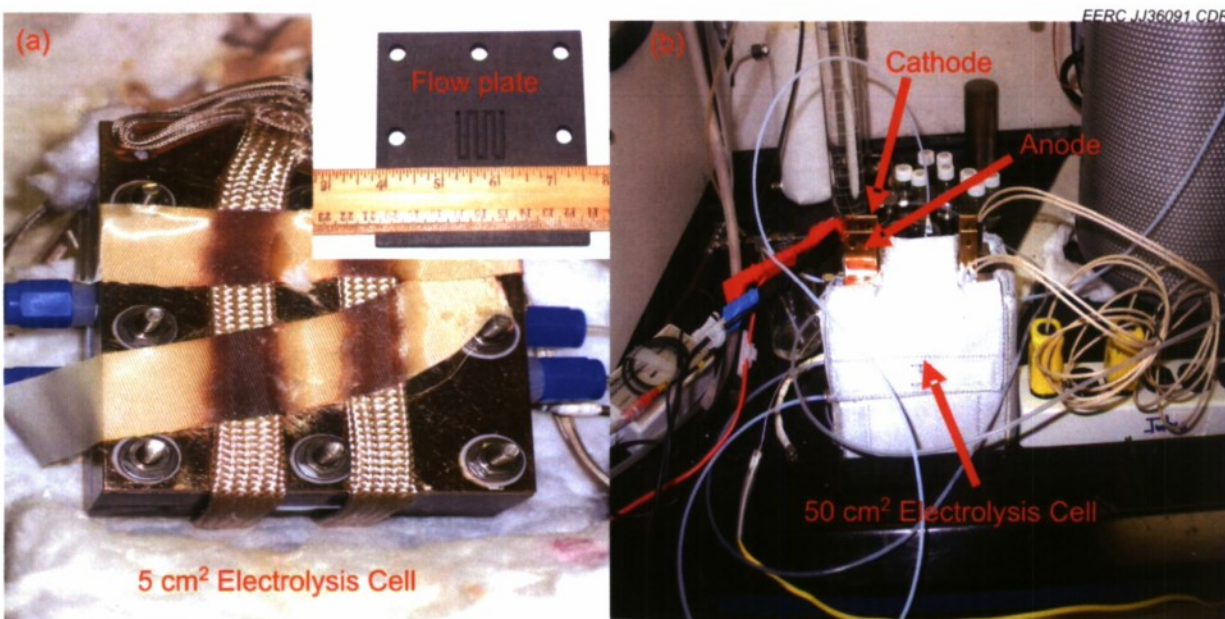 EERC JJ36091.CDR
(a)
Flow plate
5 cm² Electrolysis Cell
(b)
Cathode
Anode
50 cm² Electrolysis Cell